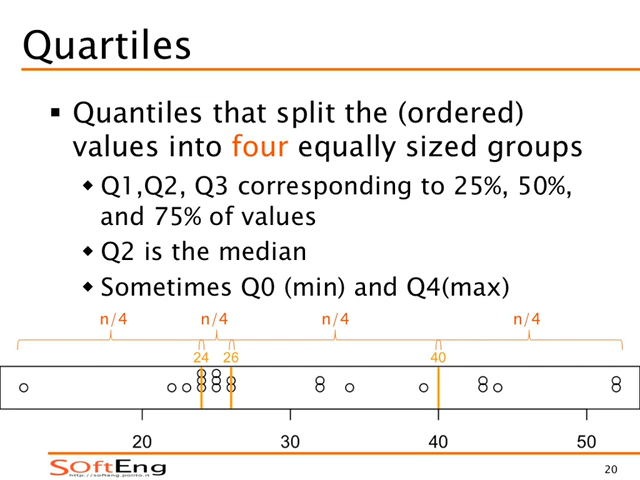 Quartiles
▪ Quantiles that split the (ordered)
values into four equally sized groups
◆ Q1,Q2, Q3 corresponding to 25%, 50%,
and 75% of values
◆ Q2 is the median
◆ Sometimes Q0 (min) and Q4(max)
n/4 n/4 n/4 n/4
24 26 40
20 30 40 50
SOftEng
http://softeng.polito.it
20